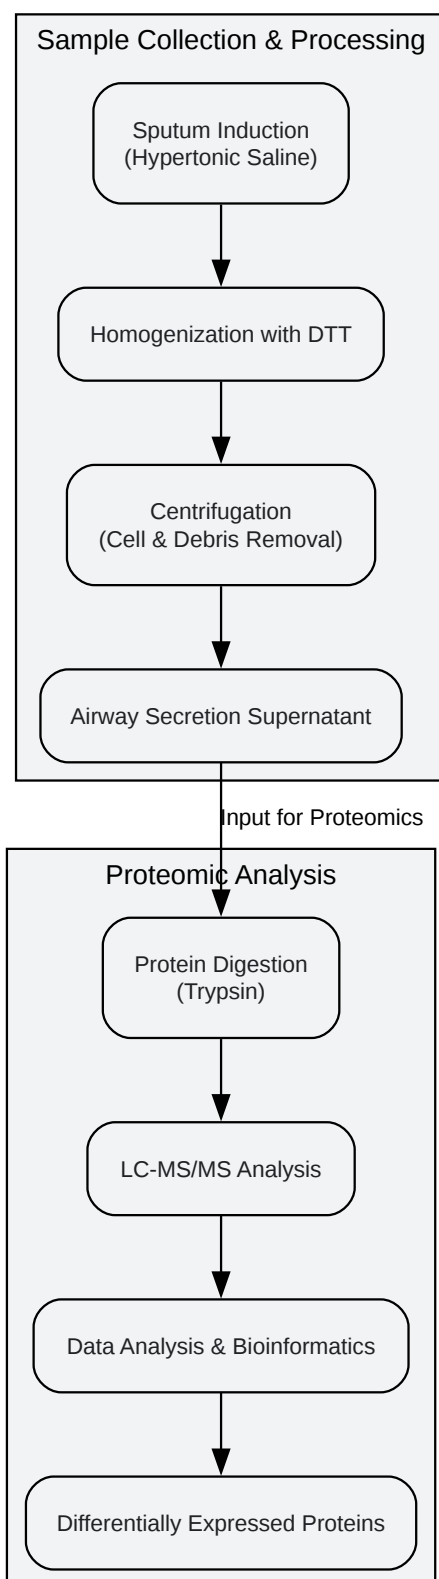 Sample Collection & Processing
Sputum Induction
(Hypertonic Saline)
Homogenization with DTT
Centrifugation
(Cell & Debris Removal)
Airway Secretion Supernatant
Input for Proteomics
Proteomic Analysis
Protein Digestion
(Trypsin)
LC-MS/MS Analysis
Data Analysis & Bioinformatics
Differentially Expressed Proteins